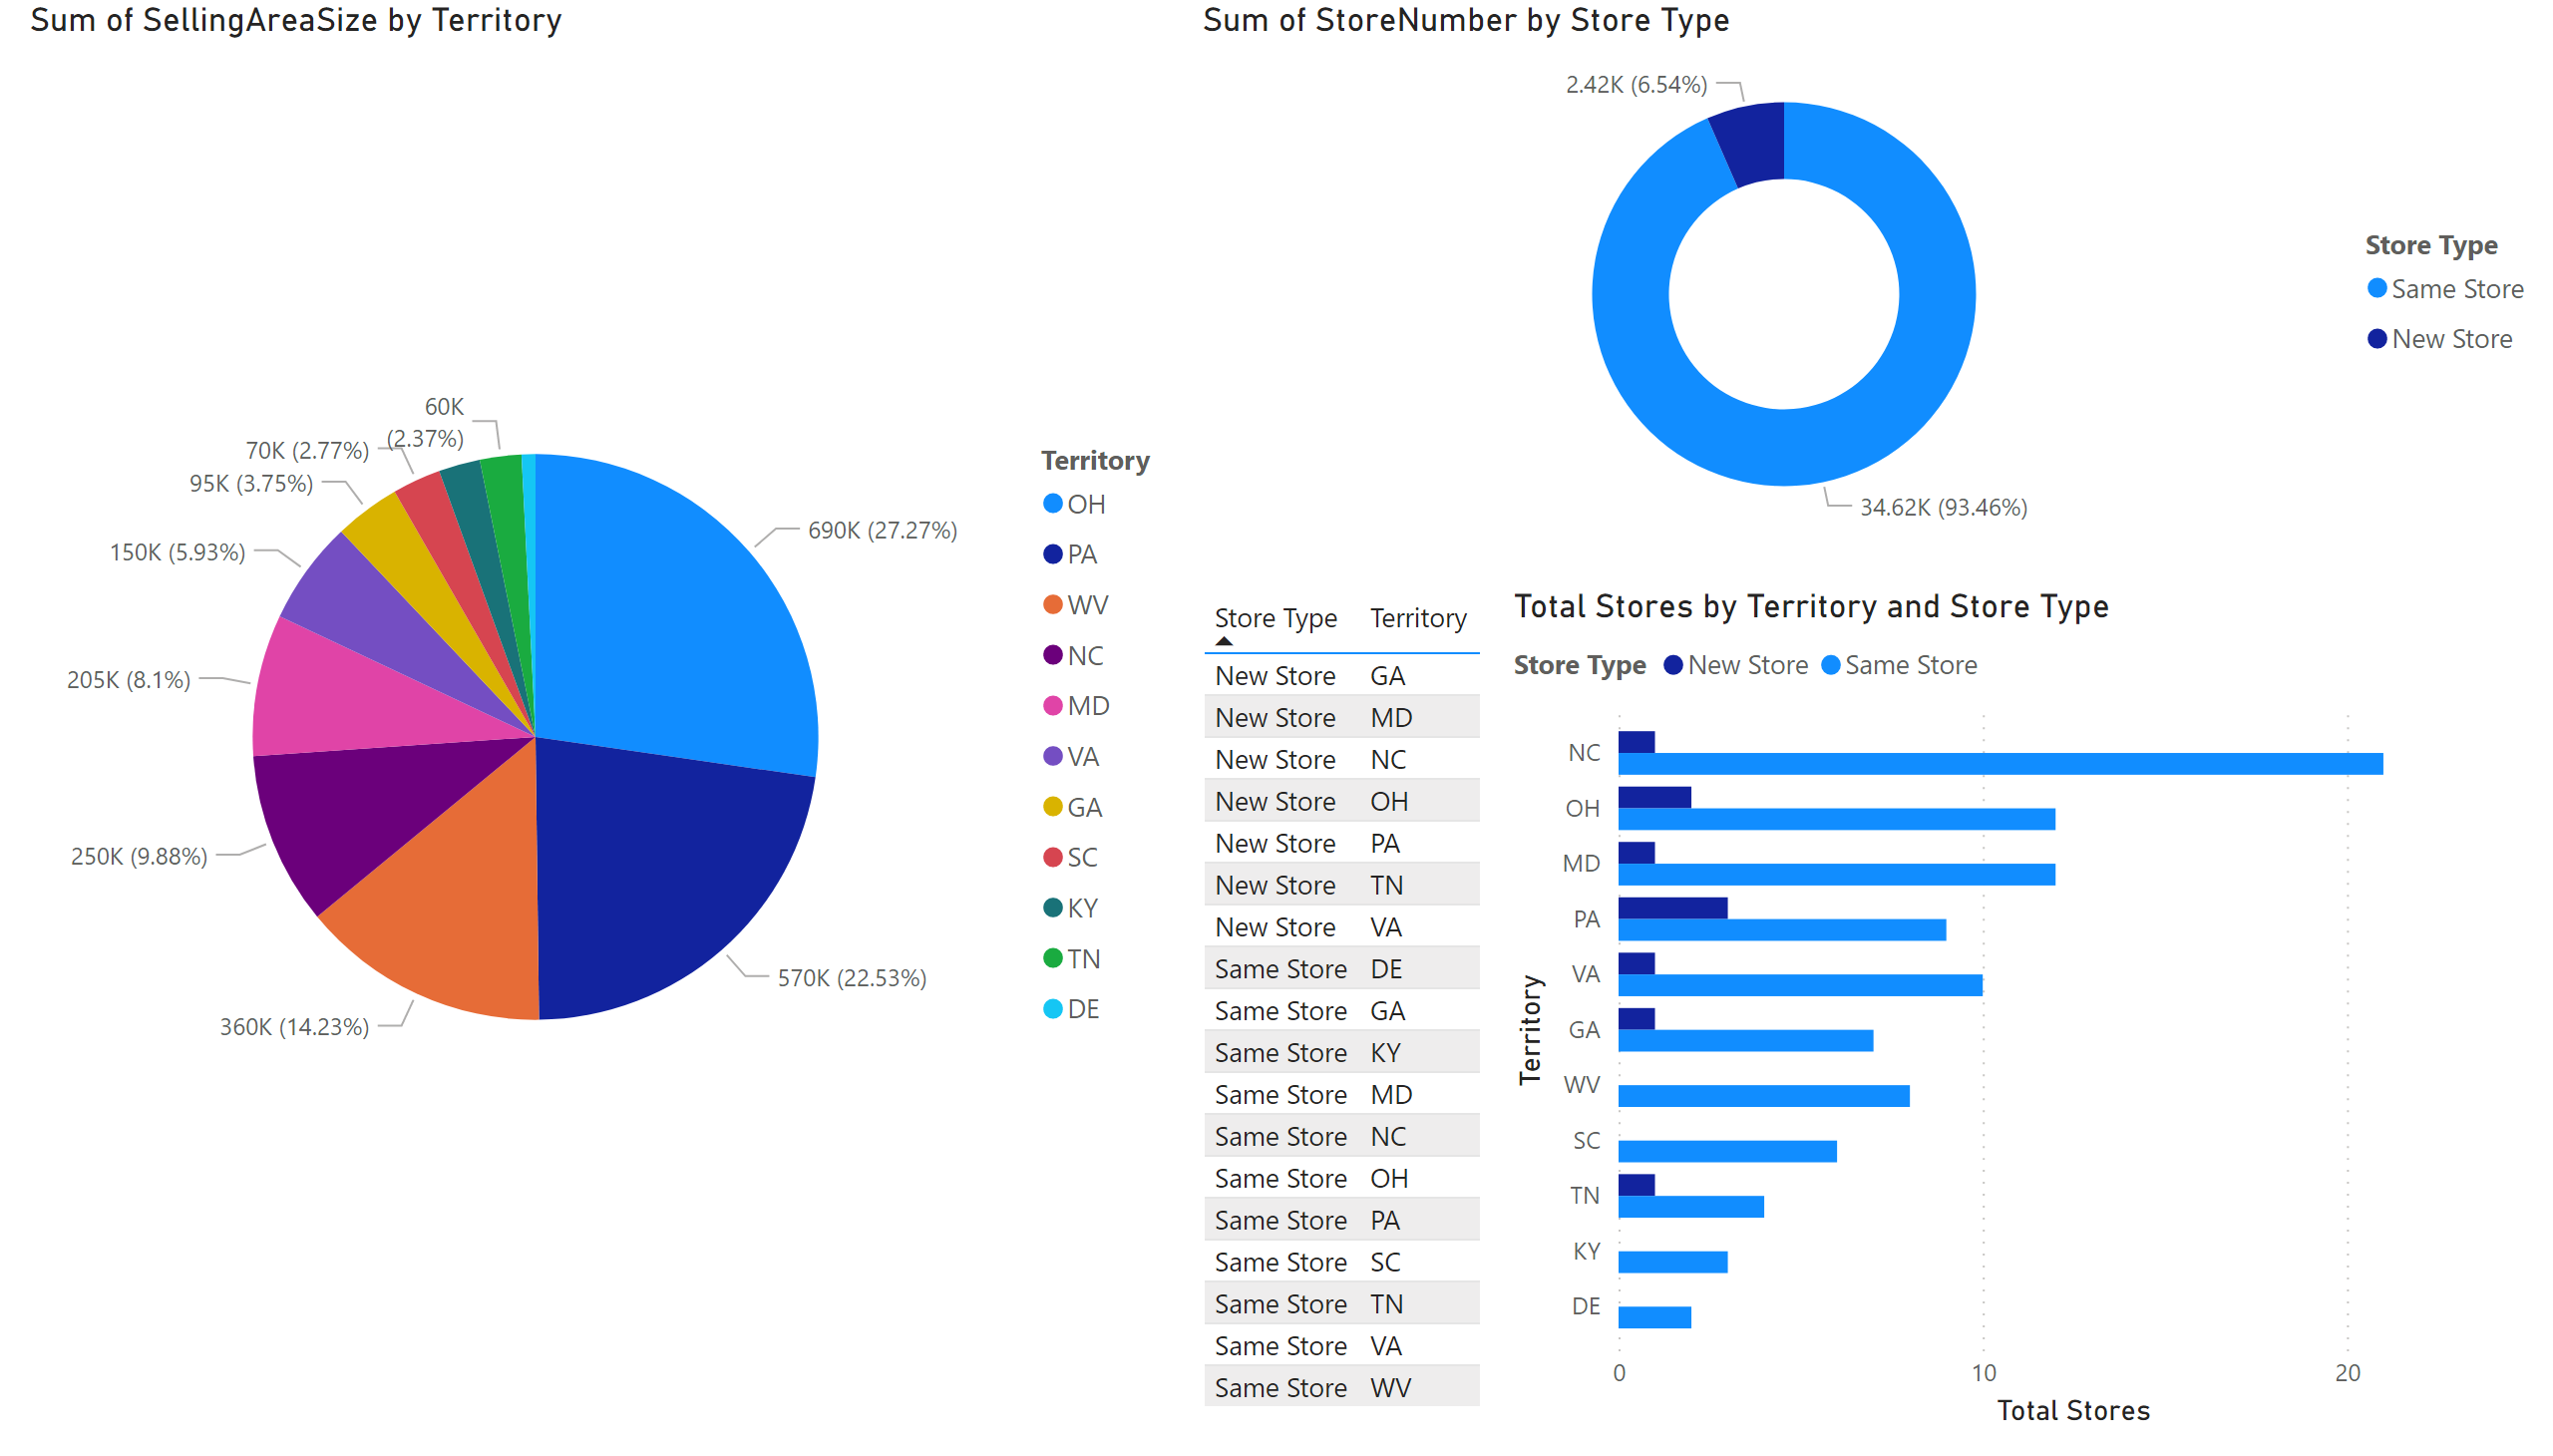 Sum of SellingAreaSize by Territory
60K
(2.37%)
70K (2.77%)
95K (3.75%)
150K (5.93%)
205K (8.1%)
250K (9.88%)
360K (14.23%)
690K (27.27%)
570K (22.53%)
Territory
OH
PA
WV
NC
MD
VA
GA
SC
KY
TN
DE
Sum of StoreNumber by Store Type
2.42K (6.54%)
34.62K (93.46%)
Store Type
Same Store
New Store
Store Type Territory
New Store GA
New Store MD
New Store NC
New Store OH
New Store PA
New Store TN
New Store VA
Same Store DE
Same Store GA
Same Store KY
Same Store MD
Same Store NC
Same Store OH
Same Store PA
Same Store SC
Same Store TN
Same Store VA
Same Store WV
Total Stores by Territory and Store Type
Store Type New Store Same Store
Territory
NC
OH
MD
PA
VA
GA
WV
SC
TN
KY
DE
0 10 20
Total Stores